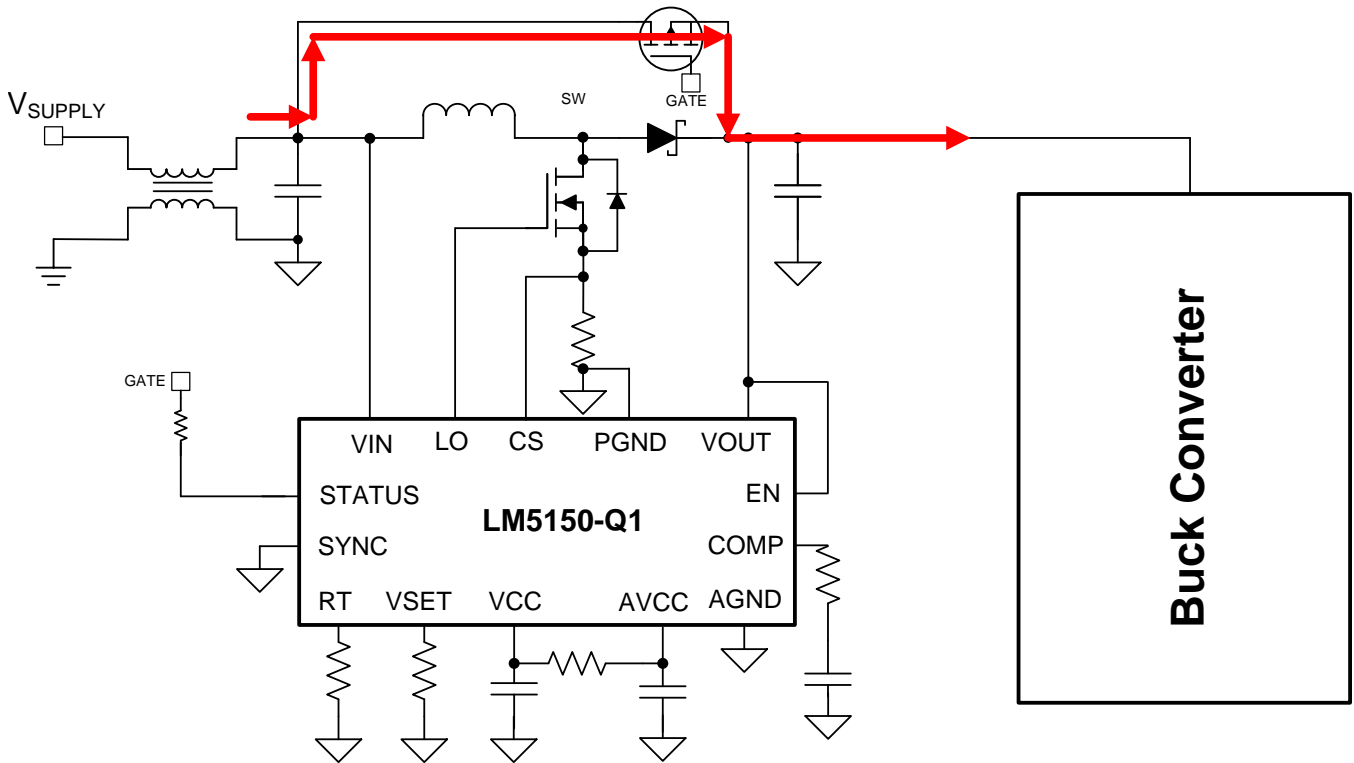 VSUPPLY
SW
GATE
GATE
VIN LO CS PGND VOUT
STATUS EN
LM5150-Q1
SYNC COMP
RT VSET VCC AVCC AGND
Buck Converter